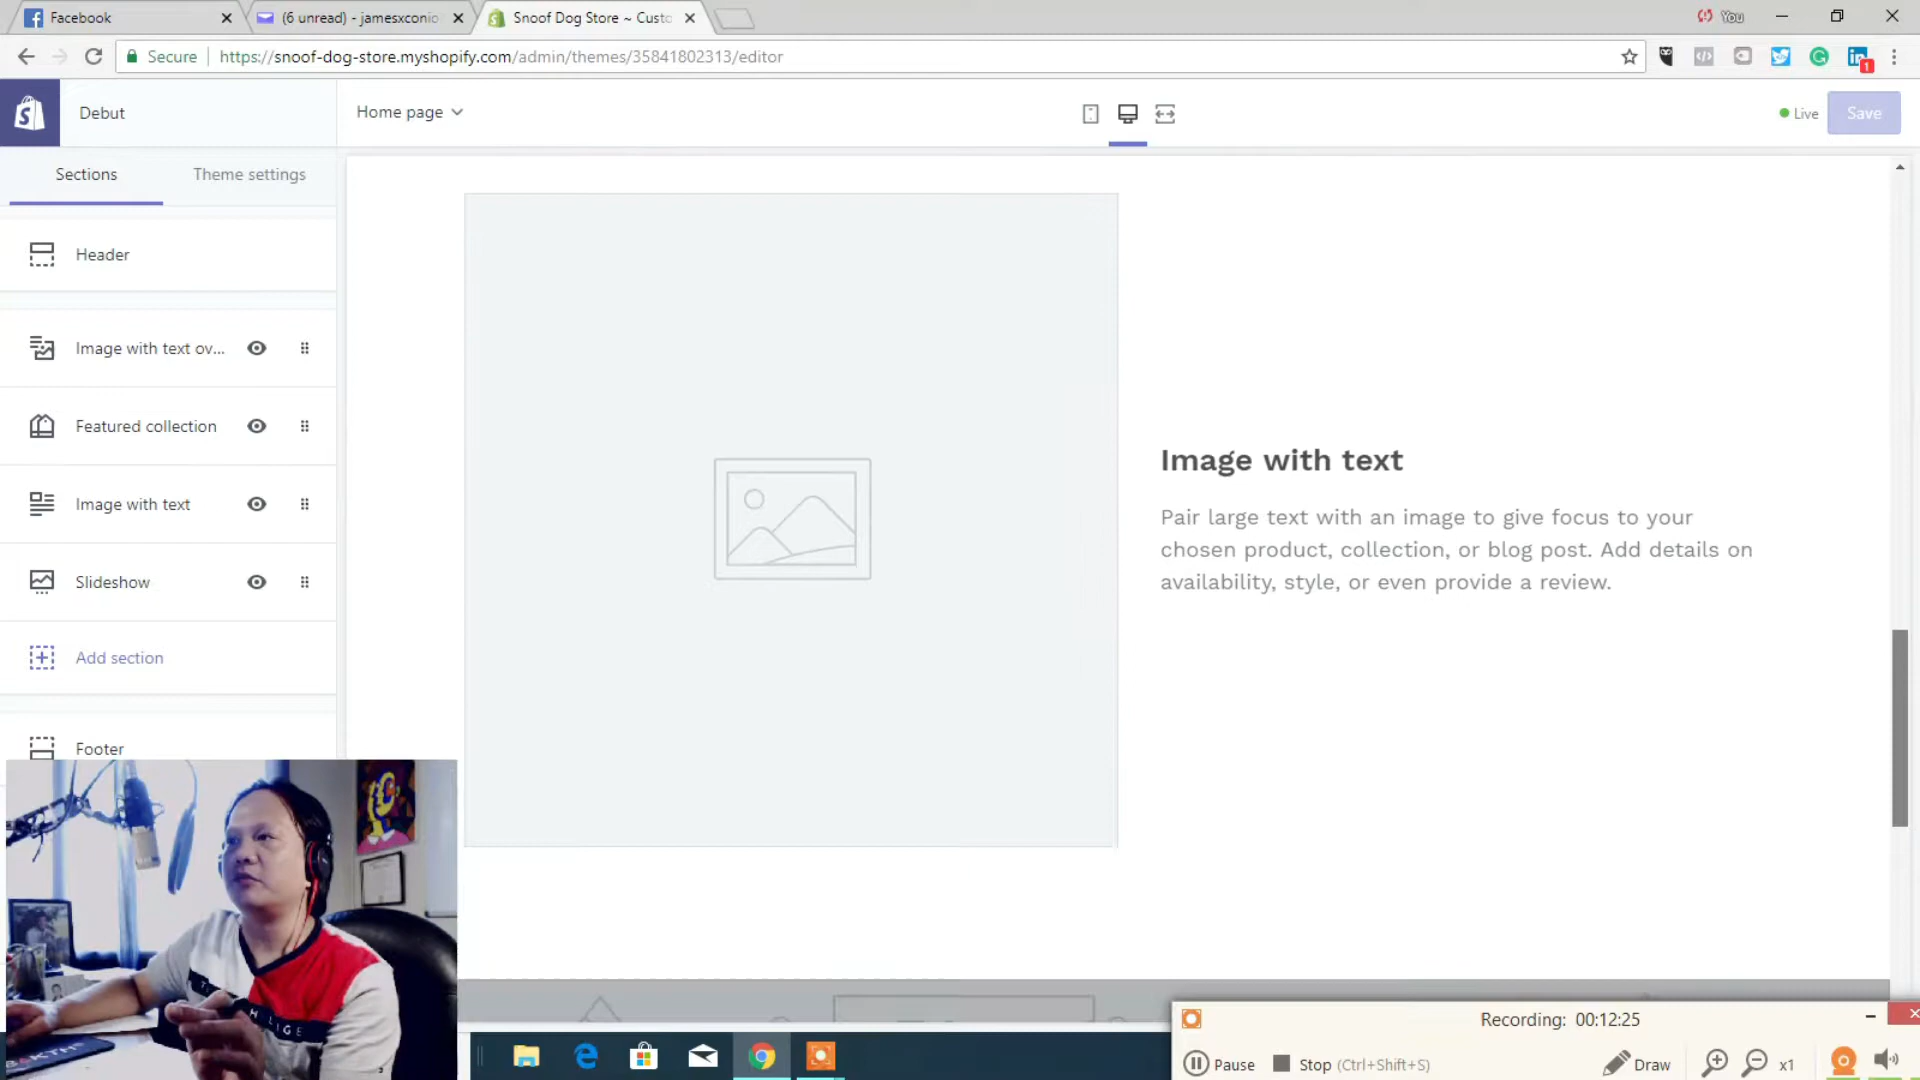 Facebook
(6 unread) - jamesxconio
Snoof Dog Store ~ Custo
You
Secure
https://snoof-dog-store.myshopify.com/admin/themes/35841802313/editor
1
Debut
Home page
Live
Save
Sections
Theme settings
Header
Image with text ov...
Featured collection
Image with text
Slideshow
Add section
Footer
Image with text
Pair large text with an image to give focus to your
chosen product, collection, or blog post. Add details on
availability, style, or even provide a review.
Recording: 00:12:25
Pause
Stop (Ctrl+Shift+S)
Draw
x1